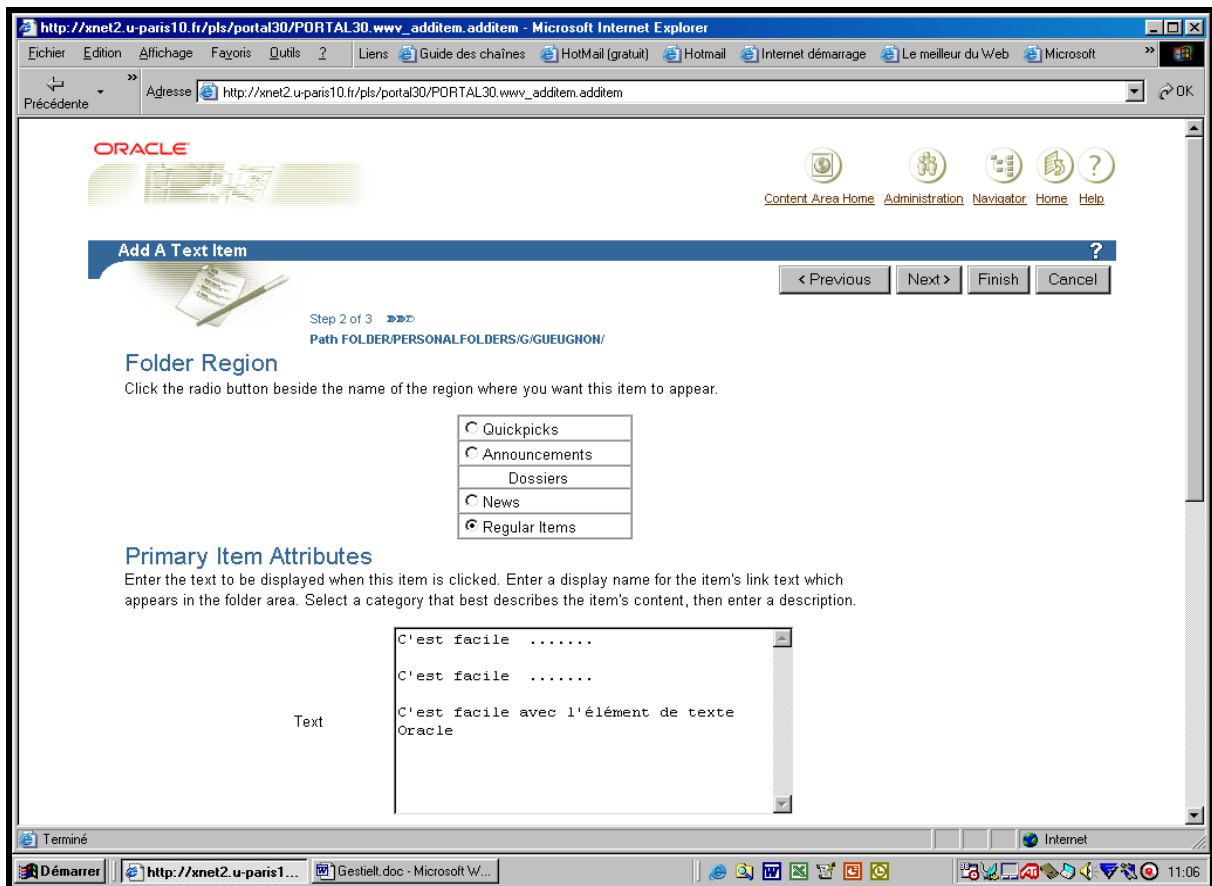 http://xnet2.u-paris10.fr/pls/portal30/PORTAL30.wwv_additem.additem - Microsoft Internet Explorer
Fichier Edition Affichage Favoris Outils ? Liens Guide des chaînes HotMail (gratuit) Hotmail Internet démarrage Le meilleur du Web Microsoft »
Précédente » Adresse http://xnet2.u-paris10.fr/pls/portal30/PORTAL30.wwv_additem.additem OK
ORACLE
Content Area Home Administration Navigator Home Help
Add A Text Item ?
< Previous Next > Finish Cancel
Step 2 of 3
Path FOLDER/PERSONALFOLDERS/G/GUEUGNON/
Folder Region
Click the radio button beside the name of the region where you want this item to appear.
Quickpicks
Announcements
Dossiers
News
Regular Items
Primary Item Attributes
Enter the text to be displayed when this item is clicked. Enter a display name for the item's link text which
appears in the folder area. Select a category that best describes the item's content, then enter a description.
C'est facile .......
C'est facile .......
C'est facile avec l'élément de texte
Oracle
Text
Terminé Internet
Démarrer http://xnet2.u-paris1... Gestielt.doc - Microsoft W... 11:06